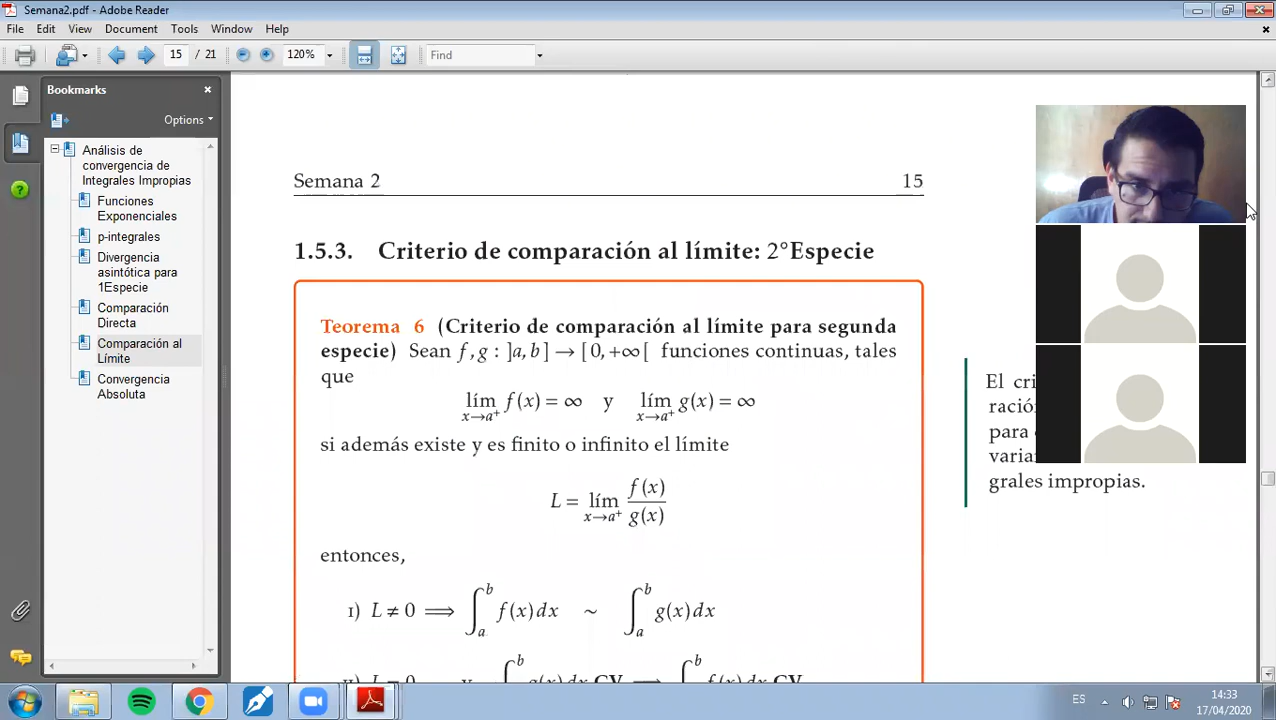 Semana2.pdf - Adobe Reader
File Edit View Document Tools Window Help
15 / 21 120% Find
Bookmarks
Options
Análisis de
convergencia de
Integrales Impropias
Funciones
Exponenciales
p-integrales
Divergencia
asintótica para
1Especie
Comparación
Directa
Comparación al
Límite
Convergencia
Absoluta
Semana 2 15
1.5.3. Criterio de comparación al límite: 2°Especie
Teorema 6 (Criterio de comparación al límite para segunda
especie) Sean f, g : ]a, b] → [0, +∞[ funciones continuas, tales
que
lím x→a⁺ f(x) = ∞ y lím x→a⁺ g(x) = ∞
si además existe y es finito o infinito el límite
L = lím x→a⁺ f(x)/g(x)
entonces,
I) L ≠ 0 ⟹ ∫_a^b f(x)dx ~ ∫_a^b g(x)dx
El cri
ración
para
varia
grales impropias.
ES 14:33
17/04/2020